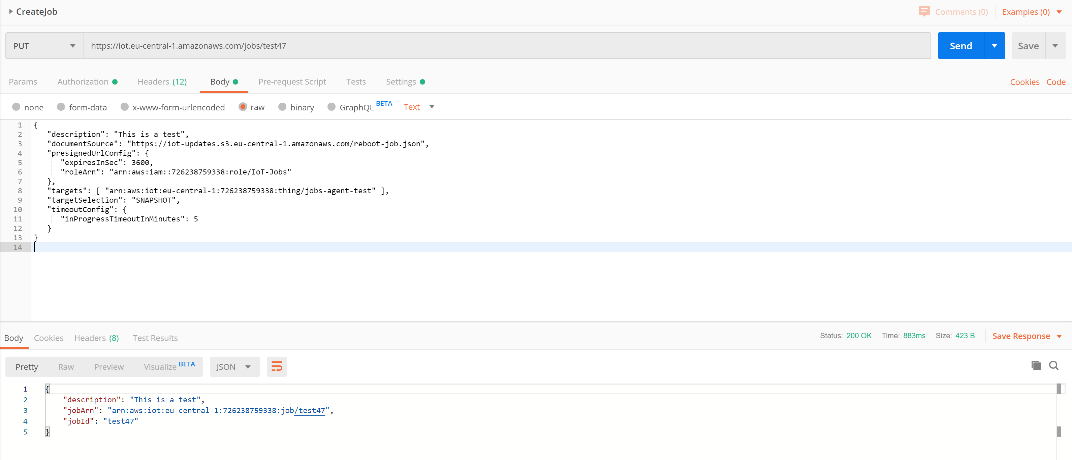 CreateJob Comments (0) Examples (0)
PUT https://iot.eu-central-1.amazonaws.com/jobs/test47 Send Save
Params Authorization Headers (12) Body Pre-request Script Tests Settings Cookies Code
none form-data x-www-form-urlencoded raw binary GraphQL BETA Text
1 {
2 "description": "This is a test",
3 "documentSource": "https://iot-updates.s3.eu-central-1.amazonaws.com/reboot-job.json",
4 "presignedUrlConfig": {
5 "expiresInSec": 3600,
6 "roleArn": "arn:aws:iam::726238759338:role/IoT-Jobs"
7 },
8 "targets": [ "arn:aws:iot:eu-central-1:726238759338:thing/jobs-agent-test" ],
9 "targetSelection": "SNAPSHOT",
10 "timeoutConfig": {
11 "inProgressTimeoutInMinutes": 5
12 }
13 }
14
Body Cookies Headers (8) Test Results Status: 200 OK Time: 883ms Size: 423 B Save Response
Pretty Raw Preview Visualize BETA JSON
1 {
2 "description": "This is a test",
3 "jobArn": "arn:aws:iot:eu-central-1:726238759338:job/test47",
4 "jobId": "test47"
5 }